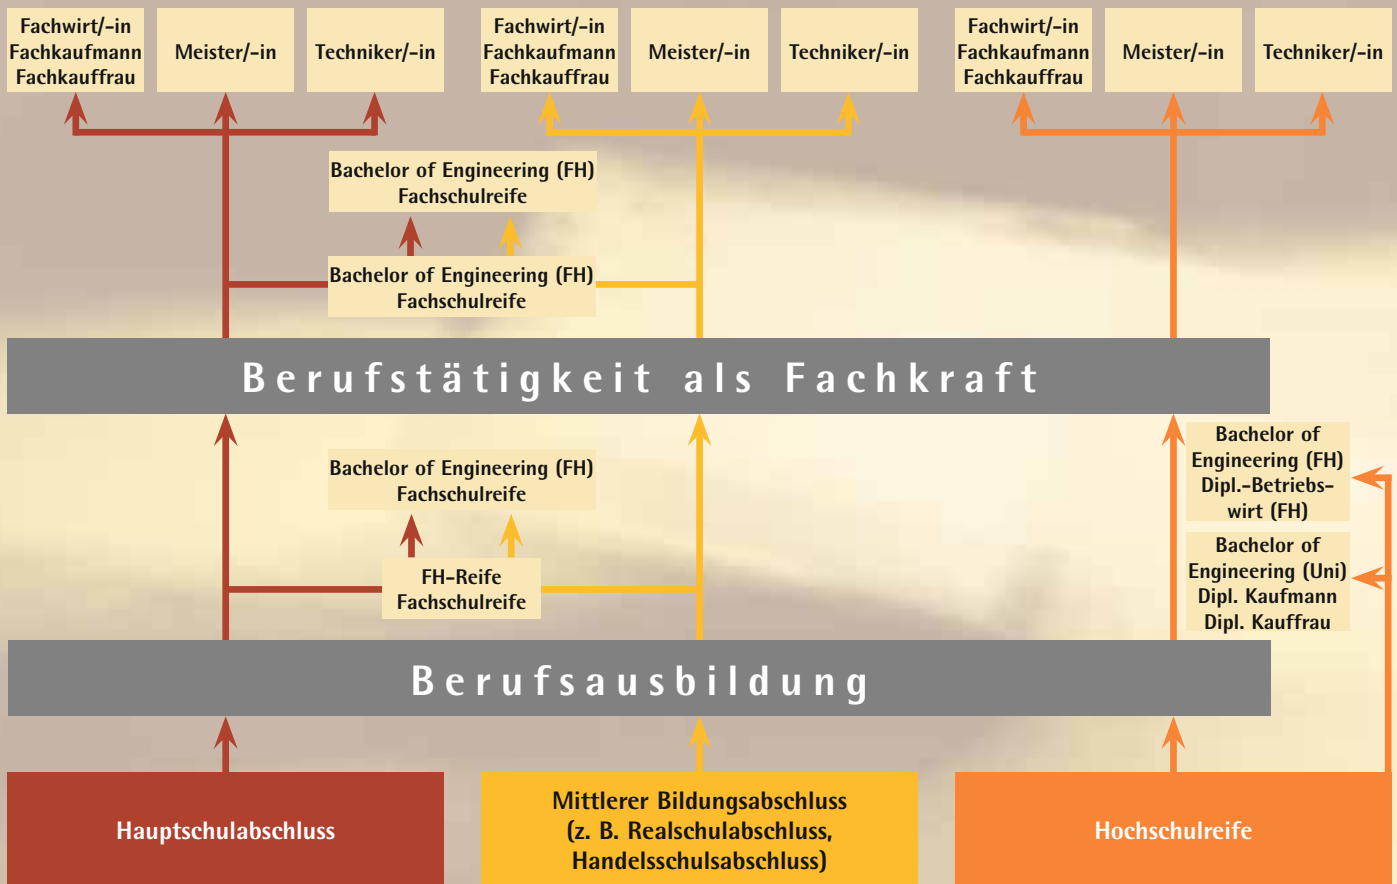 Fachwirt/-in
Fachkaufmann
Fachkauffrau
Meister/-in
Techniker/-in
Fachwirt/-in
Fachkaufmann
Fachkauffrau
Meister/-in
Techniker/-in
Fachwirt/-in
Fachkaufmann
Fachkauffrau
Meister/-in
Techniker/-in
Bachelor of Engineering (FH)
Fachschulreife
Bachelor of Engineering (FH)
Fachschulreife
Berufstätigkeit als Fachkraft
Bachelor of Engineering (FH)
Fachschulreife
Bachelor of
Engineering (FH)
Dipl.-Betriebs-
wirt (FH)
FH-Reife
Fachschulreife
Bachelor of
Engineering (Uni)
Dipl. Kaufmann
Dipl. Kauffrau
Berufsausbildung
Hauptschulabschluss
Mittlerer Bildungsabschluss
(z. B. Realschulabschluss,
Handelsschulsabschluss)
Hochschulreife